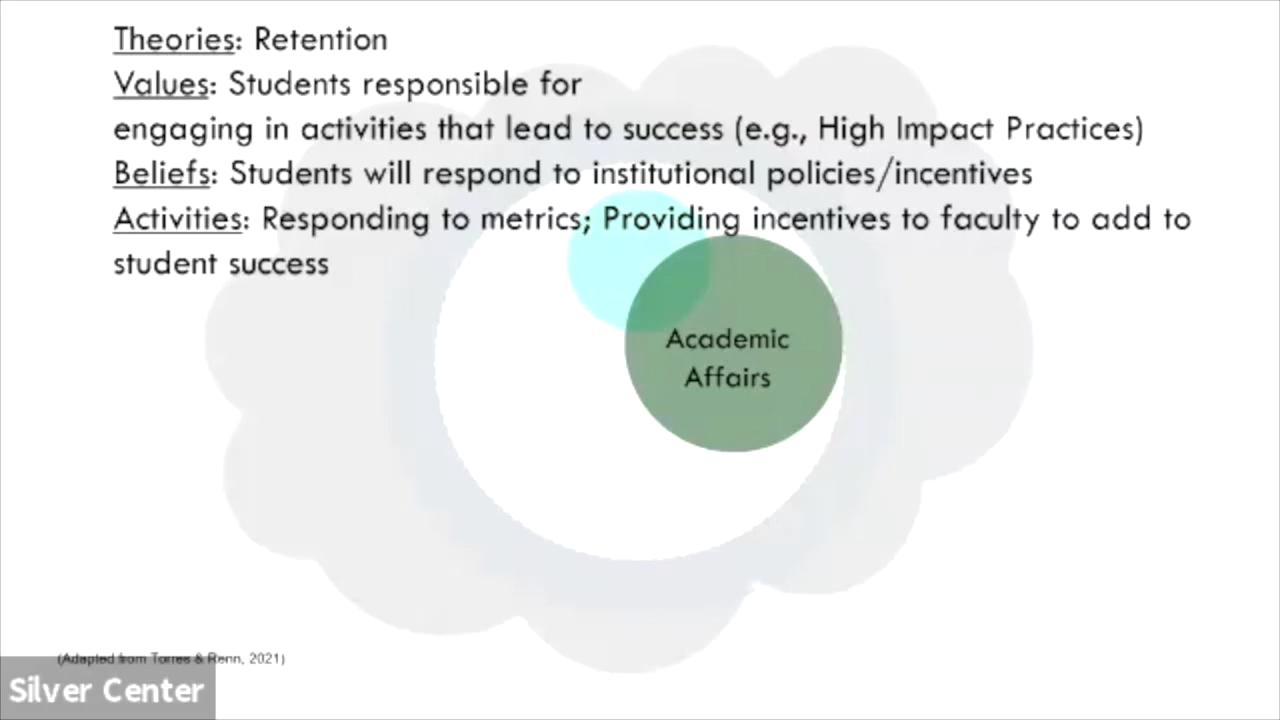 Theories: Retention
Values: Students responsible for
engaging in activities that lead to success (e.g., High Impact Practices)
Beliefs: Students will respond to institutional policies/incentives
Activities: Responding to metrics; Providing incentives to faculty to add to
student success
Academic
Affairs
(Adapted from Torres & Renn, 2021)
Silver Center